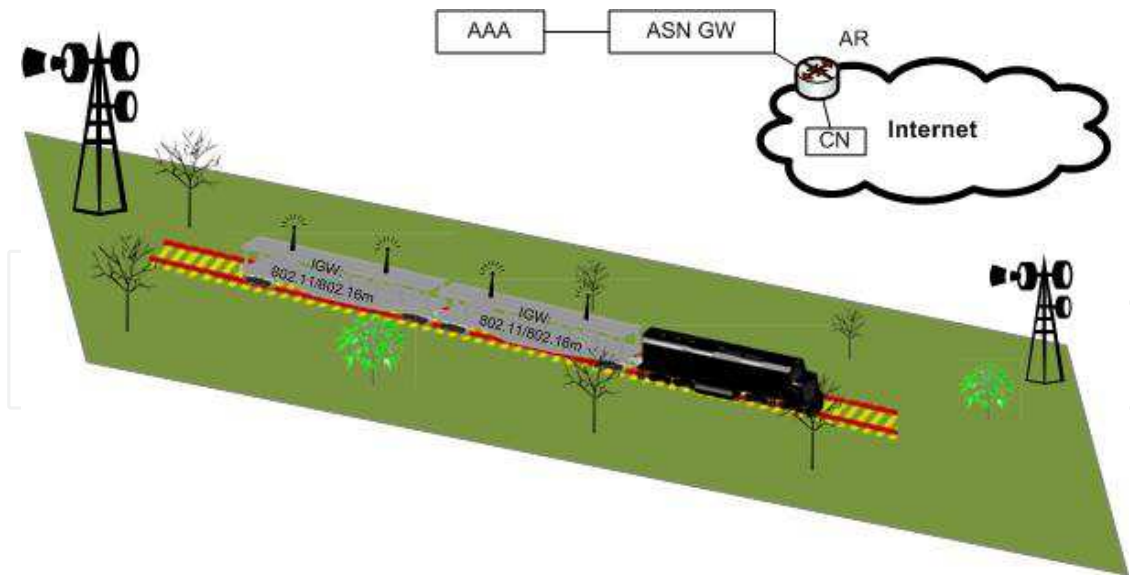 AAA
ASN GW
AR
Internet
CN
IGW:
802.11/802.16m
IGW:
802.11/802.16m